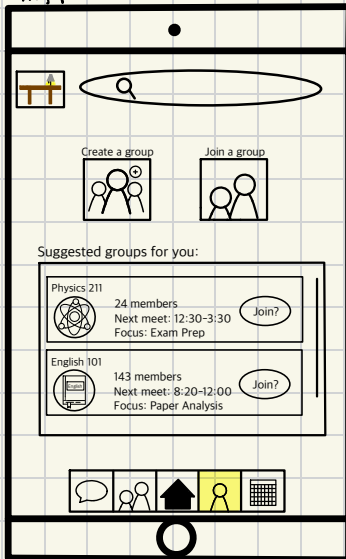 Create a group
Join a group
Suggested groups for you:
Physics 211
24 members
Next meet: 12:30-3:30
Focus: Exam Prep
Join?
English 101
English
143 members
Next meet: 8:20-12:00
Focus: Paper Analysis
Join?